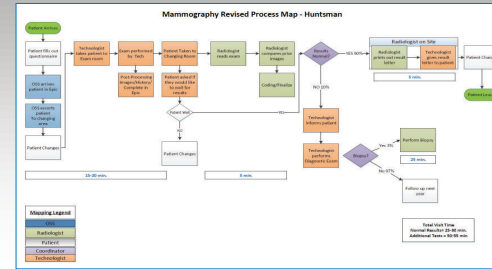 Mammography Revised Process Map - Huntsman
Patient Arrives
Patient fills out
questionnaire
OSS arrives
patient in Epic
OSS escorts
patient
To changing
area
Patient Changes
Technologist
takes patient to
Exam room
Exam performed
by Tech
Post-Processing
Images/History/
Complete in
Epic
Patient Taken to
Changing Room
Patient asked if
they would like
to wait for
results
Patient Wait
YES
NO
Patient Changes
Radiologist
reads exam
Radiologist
compares prior
images
Coding/Finalize
Results
Normal?
YES 90%
NO 10%
Technologist
informs patient
Technologist
performs
Diagnostic Exam
Radiologist on Site
Radiologist
prints out result
letter
Technologist
gives result
letter to patient
5 min.
Patient Chang
Patient Leav
Biopsy?
Yes 3%
Perform Biopsy
25 min.
No 97%
Follow up next
year
15-20 min.
5 min.
Mapping Legend
OSS
Radiologist
Patient
Coordinator
Technologist
Total Visit Time
Normal Results= 25-30 min.
Additional Tests = 50-55 min